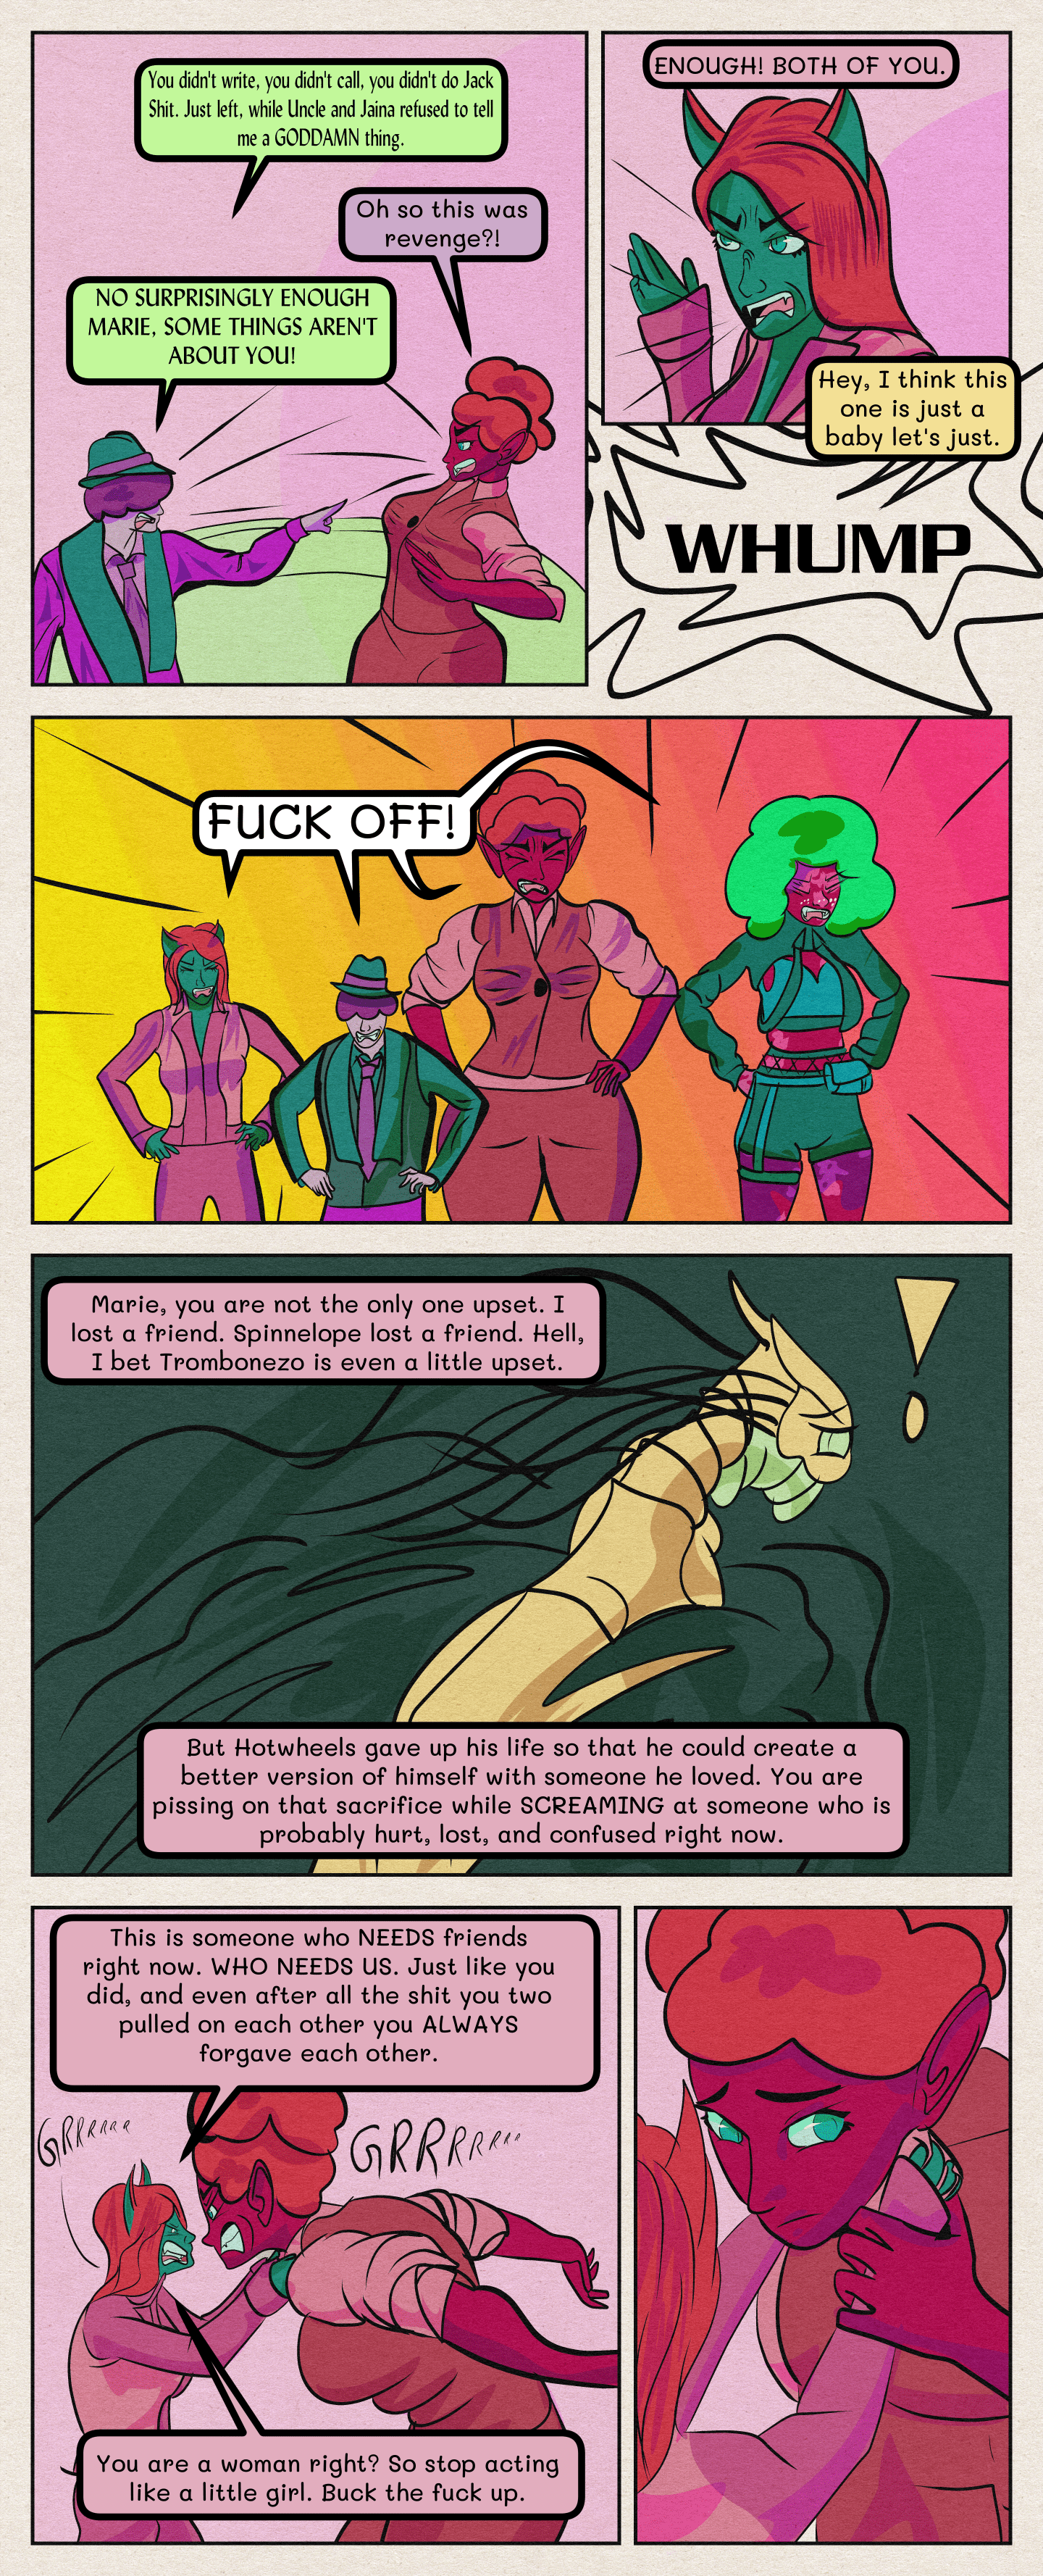 You didn't write, you didn't call, you didn't do Jack
Shit. Just left, while Uncle and Jaina refused to tell
me a GODDAMN thing.
Oh so this was
revenge?!
NO SURPRISINGLY ENOUGH
MARIE, SOME THINGS AREN'T
ABOUT YOU!
ENOUGH! BOTH OF YOU.
Hey, I think this
one is just a
baby let's just.
WHUMP
FUCK OFF!
Marie, you are not the only one upset. I
lost a friend. Spinnelope lost a friend. Hell,
I bet Trombonezo is even a little upset.
!
But Hotwheels gave up his life so that he could create a
better version of himself with someone he loved. You are
pissing on that sacrifice while SCREAMING at someone who is
probably hurt, lost, and confused right now.
This is someone who NEEDS friends
right now. WHO NEEDS US. Just like you
did, and even after all the shit you two
pulled on each other you ALWAYS
forgave each other.
GRRRRRR
GRRRRRRR
You are a woman right? So stop acting
like a little girl. Buck the fuck up.